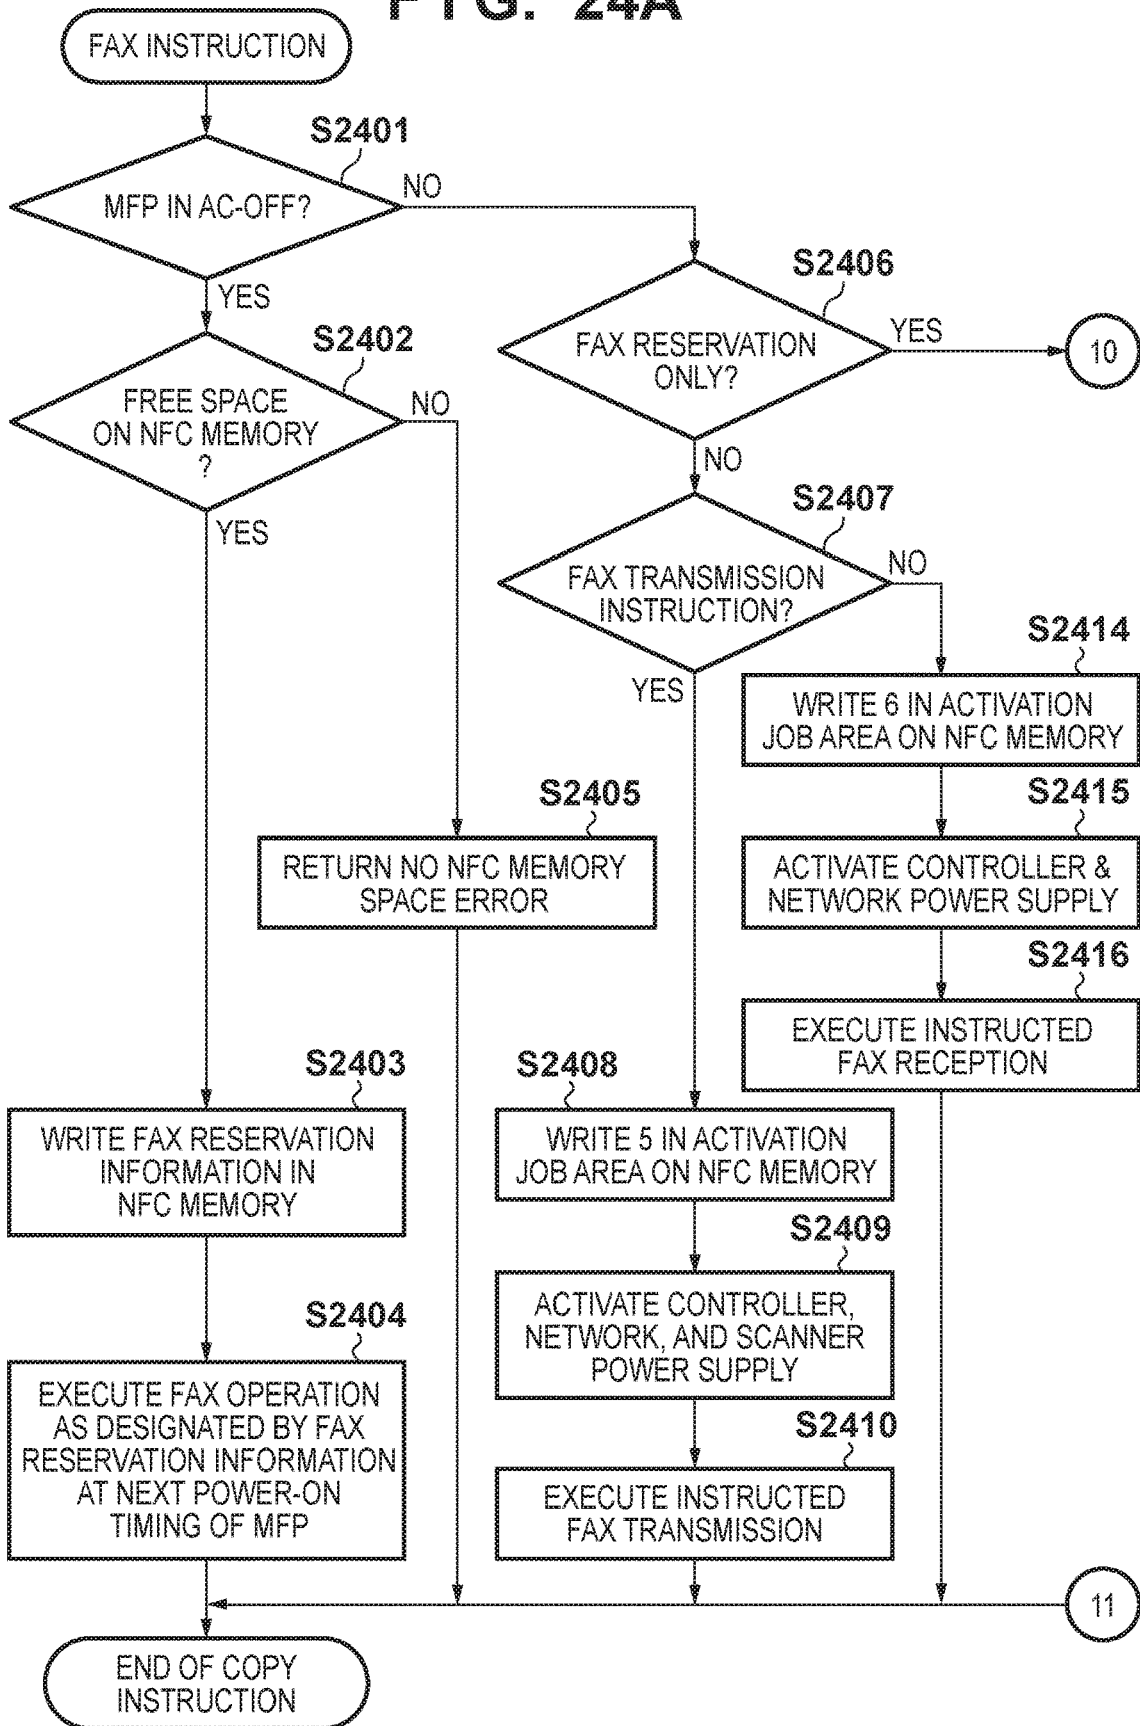 FIG. 24A
FAX INSTRUCTION
S2401
MFP IN AC-OFF?
NO
YES
S2402
FREE SPACE
ON NFC MEMORY
?
NO
YES
S2406
FAX RESERVATION
ONLY?
YES
10
NO
S2407
FAX TRANSMISSION
INSTRUCTION?
NO
YES
S2414
WRITE 6 IN ACTIVATION
JOB AREA ON NFC MEMORY
S2415
ACTIVATE CONTROLLER &
NETWORK POWER SUPPLY
S2416
EXECUTE INSTRUCTED
FAX RECEPTION
S2405
RETURN NO NFC MEMORY
SPACE ERROR
S2403
WRITE FAX RESERVATION
INFORMATION IN
NFC MEMORY
S2404
EXECUTE FAX OPERATION
AS DESIGNATED BY FAX
RESERVATION INFORMATION
AT NEXT POWER-ON
TIMING OF MFP
S2408
WRITE 5 IN ACTIVATION
JOB AREA ON NFC MEMORY
S2409
ACTIVATE CONTROLLER,
NETWORK, AND SCANNER
POWER SUPPLY
S2410
EXECUTE INSTRUCTED
FAX TRANSMISSION
11
END OF COPY
INSTRUCTION